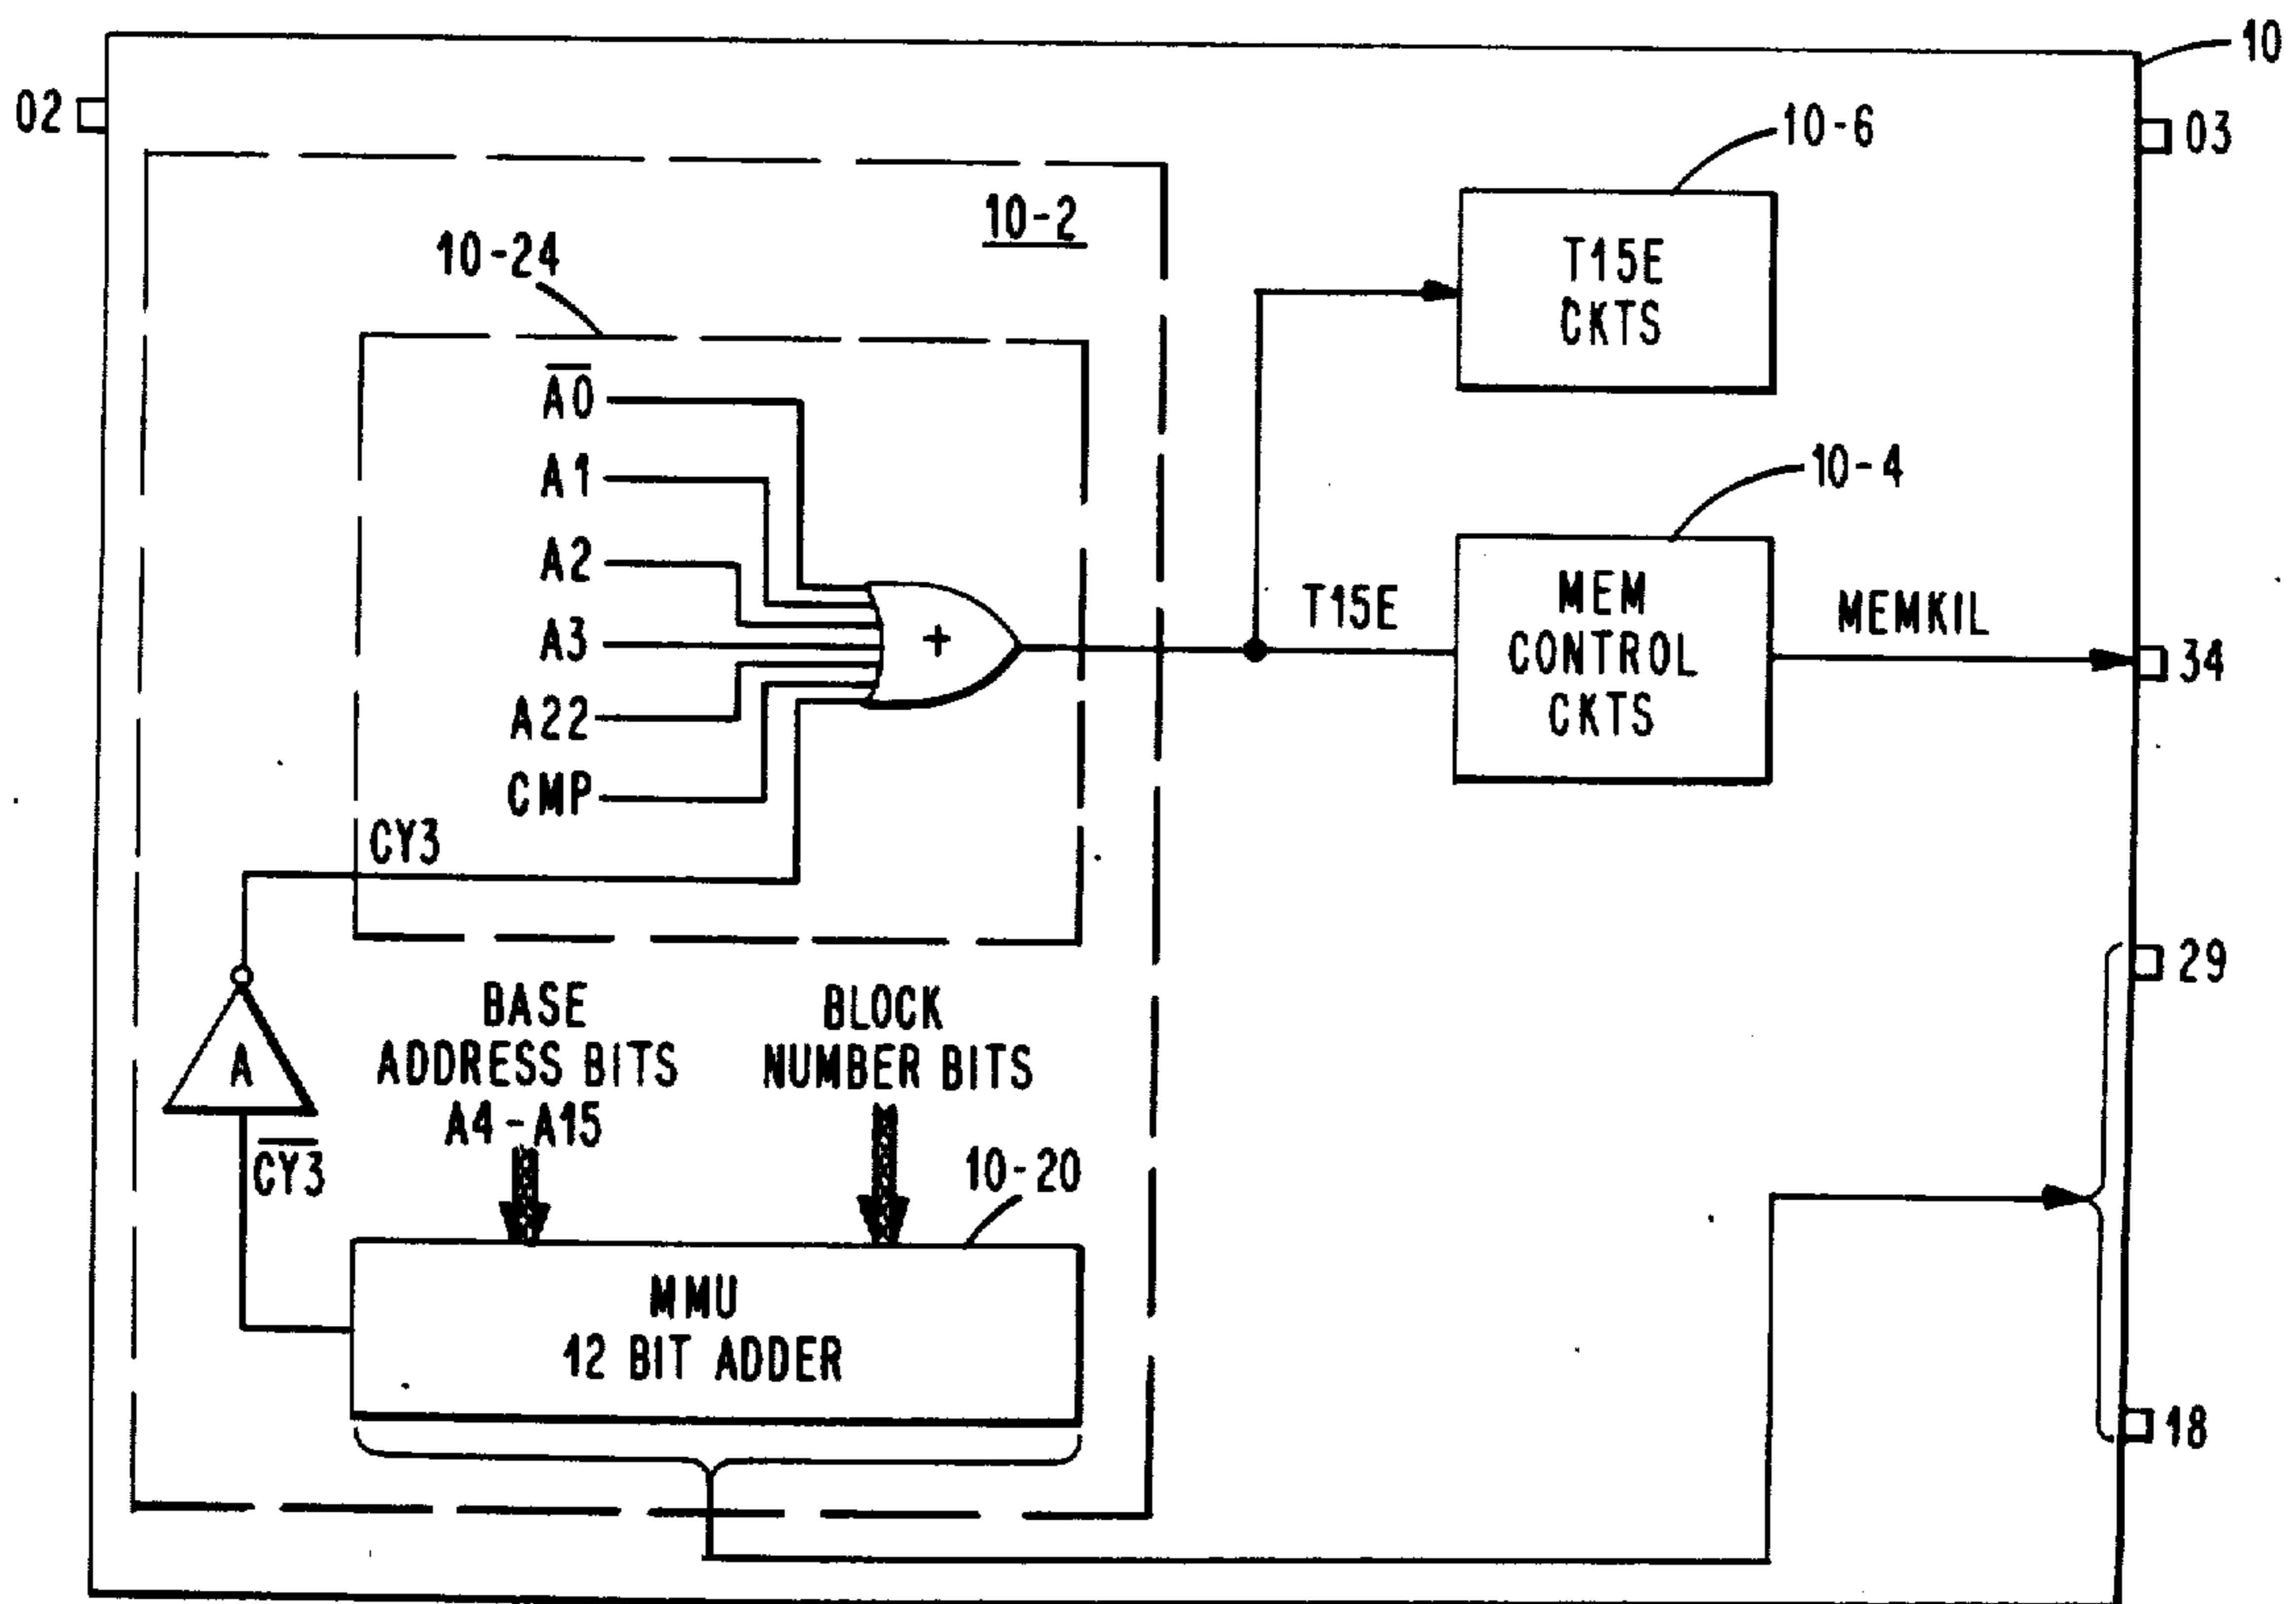 10
02
03
10-6
10-2
10-24
T15E
CKTS
A̅0̅
A1
A2
A3
A22
CMP
CY3
+
T15E
10-4
MEM
CONTROL
CKTS
MEMKIL
34
29
18
A
C̅Y̅3̅
BASE
ADDRESS BITS
A4-A15
BLOCK
NUMBER BITS
10-20
MMU
12 BIT ADDER